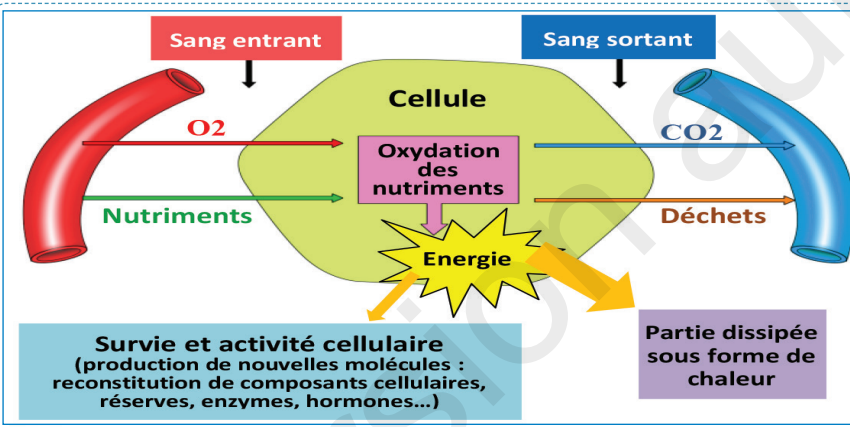 Sang entrant
Sang sortant
Cellule
O2
CO2
Oxydation
des
nutriments
Nutriments
Déchets
Energie
Survie et activité cellulaire
(production de nouvelles molécules :
reconstitution de composants cellulaires,
réserves, enzymes, hormones...)
Partie dissipée
sous forme de
chaleur